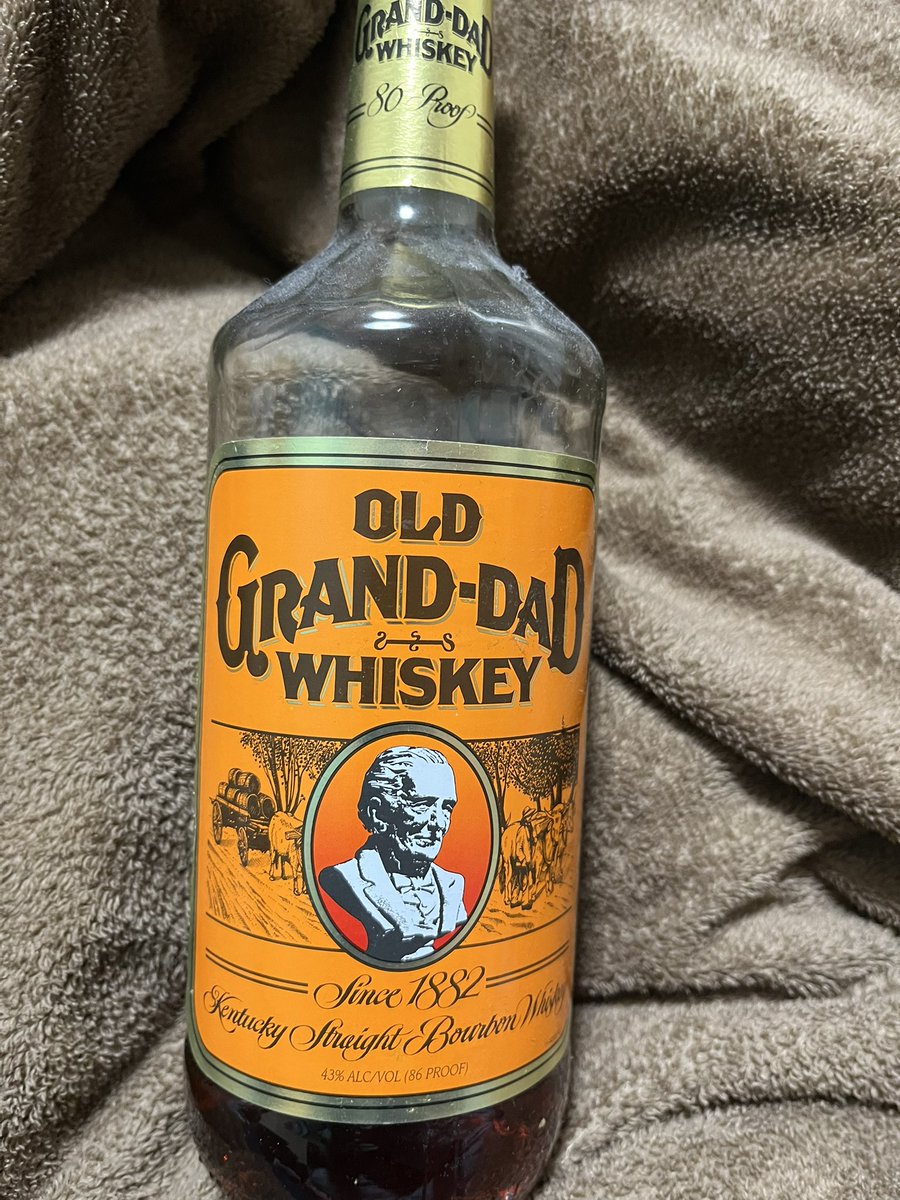 GRAND-DAD
WHISKEY
80 Proof
OLD
GRAND-DAD
WHISKEY
Since 1882
Kentucky Straight Bourbon Whiskey
43% ALC/VOL (86 PROOF)